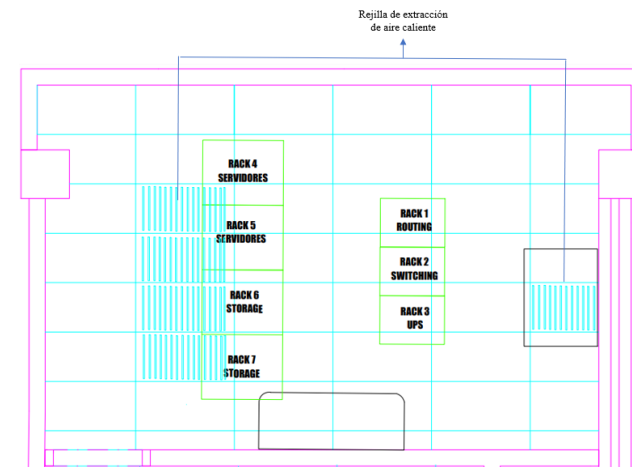 Rejilla de extracción
de aire caliente
RACK 4
SERVIDORES
RACK 5
SERVIDORES
RACK 6
STORAGE
RACK 7
STORAGE
RACK 1
ROUTING
RACK 2
SWITCHING
RACK 3
UPS